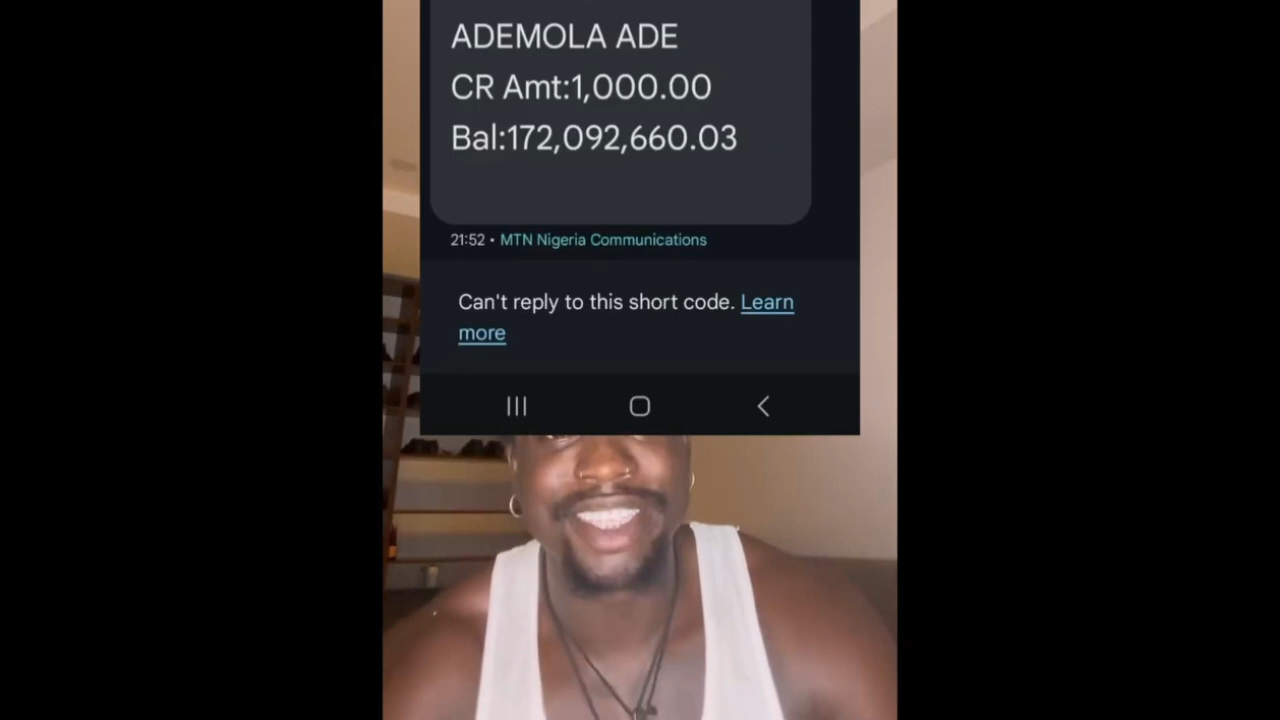 ADEMOLA ADE
CR Amt:1,000.00
Bal:172,092,660.03
21:52 • MTN Nigeria Communications
Can't reply to this short code. Learn
more